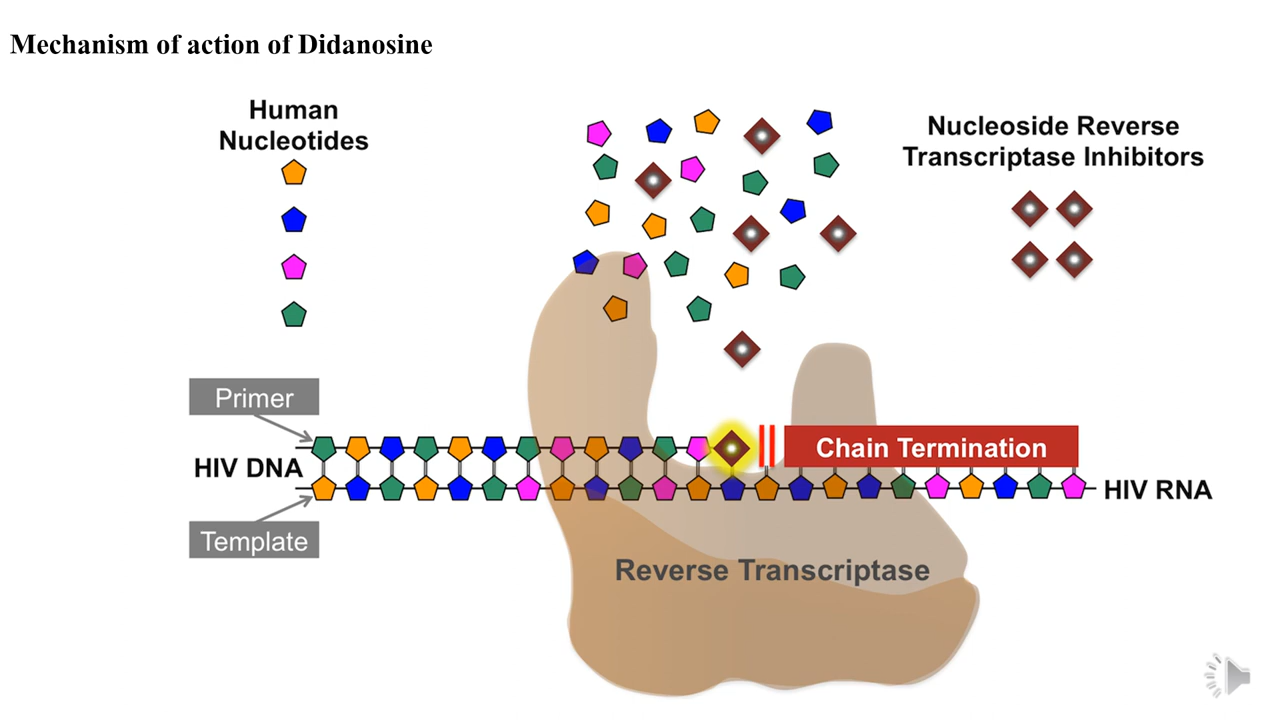 Mechanism of action of Didanosine
Human
Nucleotides
Nucleoside Reverse
Transcriptase Inhibitors
Primer
HIV DNA
Chain Termination
HIV RNA
Template
Reverse Transcriptase